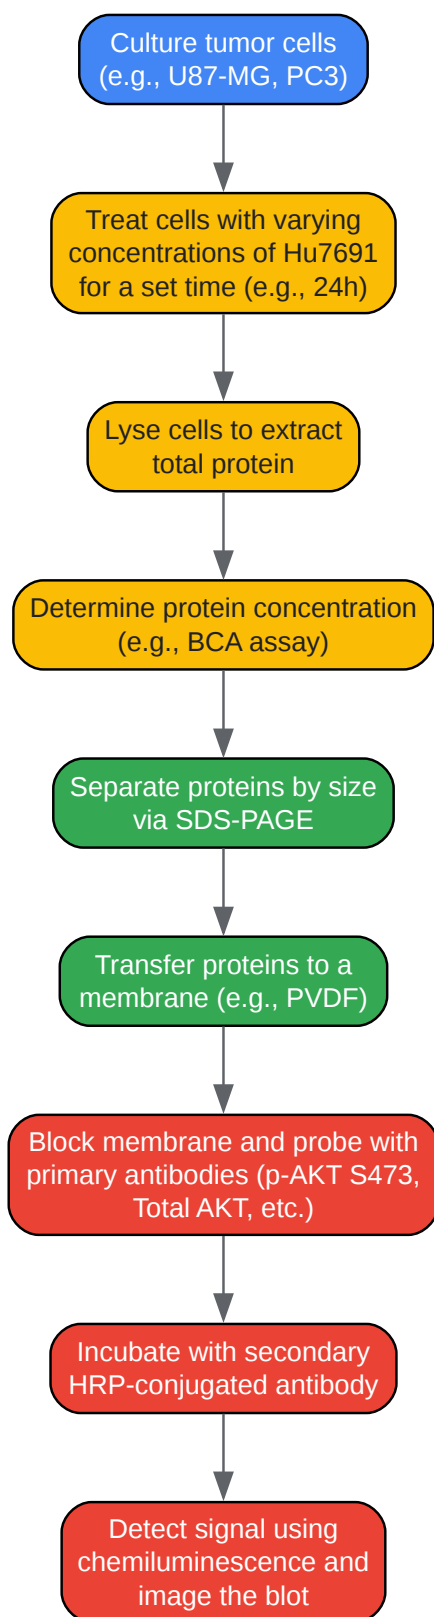 Culture tumor cells
(e.g., U87-MG, PC3)
Treat cells with varying
concentrations of Hu7691
for a set time (e.g., 24h)
Lyse cells to extract
total protein
Determine protein concentration
(e.g., BCA assay)
Separate proteins by size
via SDS-PAGE
Transfer proteins to a
membrane (e.g., PVDF)
Block membrane and probe with
primary antibodies (p-AKT S473,
Total AKT, etc.)
Incubate with secondary
HRP-conjugated antibody
Detect signal using
chemiluminescence and
image the blot